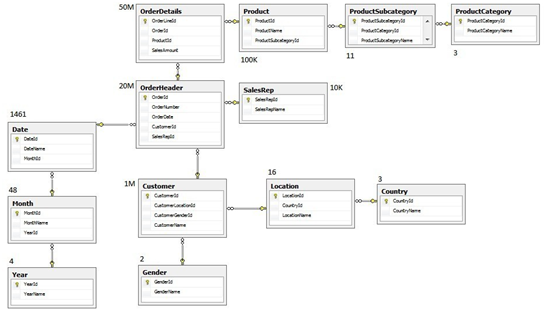 50M
OrderDetails
OrderLineId
OrderId
ProductId
SalesAmount
Product
ProductId
ProductName
ProductSubcategoryId
100K
ProductSubcategory
ProductSubcategoryId
ProductCategoryId
ProductSubcategoryName
11
ProductCategory
ProductCategoryId
ProductCategoryName
3
20M
OrderHeader
OrderId
OrderNumber
OrderDate
CustomerId
SalesRepId
SalesRep
SalesRepId
SalesRepName
10K
1461
Date
DateId
DateName
MonthId
48
Month
MonthId
MonthName
YearId
4
Year
YearId
YearName
1M
Customer
CustomerId
CustomerLocationId
CustomerGenderId
CustomerName
16
Location
LocationId
CountryId
LocationName
3
Country
CountryId
CountryName
2
Gender
GenderId
GenderName